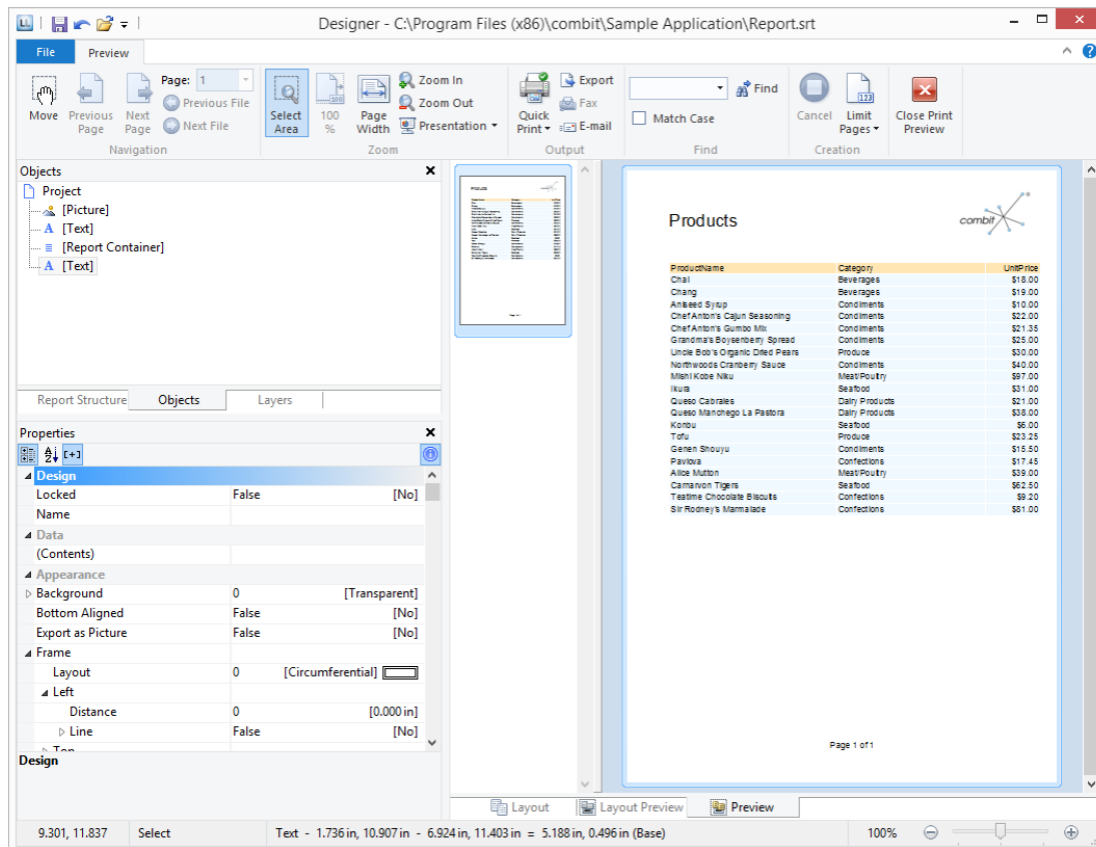 Designer - C:\Program Files (x86)\combit\Sample Application\Report.srt
File Preview
Move
Previous Page
Next Page
Page: 1
Previous File
Next File
Navigation
Select Area
100 %
Page Width
Zoom In
Zoom Out
Presentation
Zoom
Quick Print
Export
Fax
E-mail
Output
Find
Match Case
Find
Cancel
Limit Pages
Creation
Close Print Preview
Objects
Project
[Picture]
[Text]
[Report Container]
[Text]
Report Structure Objects Layers
Properties
Design
Locked False [No]
Name
Data
(Contents)
Appearance
Background 0 [Transparent]
Bottom Aligned False [No]
Export as Picture False [No]
Frame
Layout 0 [Circumferential]
Left
Distance 0 [0.000 in]
Line False [No]
Top
Design
Products
combit
ProductName Category UnitPrice
Chai Beverages $18.00
Chang Beverages $19.00
Aniseed Syrup Condiments $10.00
Chef Anton's Cajun Seasoning Condiments $22.00
Chef Anton's Gumbo Mix Condiments $21.35
Grandma's Boysenberry Spread Condiments $25.00
Uncle Bob's Organic Dried Pears Produce $30.00
Northwoods Cranberry Sauce Condiments $40.00
Mishi Kobe Niku Meat/Poultry $97.00
Ikura Seafood $31.00
Queso Cabrales Dairy Products $21.00
Queso Manchego La Pastora Dairy Products $38.00
Konbu Seafood $6.00
Tofu Produce $23.25
Genen Shouyu Condiments $15.50
Pavlova Confections $17.45
Alice Mutton Meat/Poultry $39.00
Carnarvon Tigers Seafood $62.50
Teatime Chocolate Biscuits Confections $9.20
Sir Rodney's Marmalade Confections $81.00
Page 1 of 1
Layout Layout Preview Preview
9.301, 11.837 Select Text - 1.736 in, 10.907 in - 6.924 in, 11.403 in = 5.188 in, 0.496 in (Base) 100%